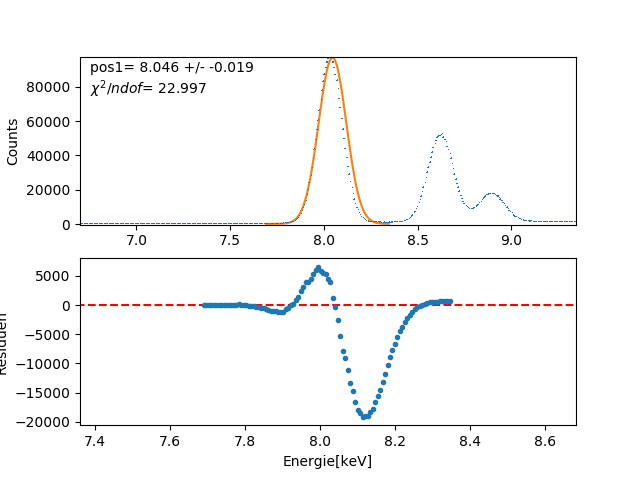 pos1= 8.046 +/- -0.019
χ²/ndof= 22.997
80000
60000
40000
20000
0
Counts
7.0 7.5 8.0 8.5 9.0
5000
0
−5000
−10000
−15000
−20000
Residuen
7.4 7.6 7.8 8.0 8.2 8.4 8.6
Energie[keV]